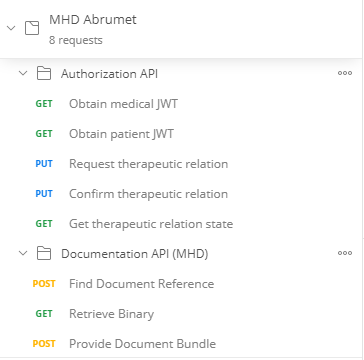 MHD Abrumet
8 requests
Authorization API
GET Obtain medical JWT
GET Obtain patient JWT
PUT Request therapeutic relation
PUT Confirm therapeutic relation
GET Get therapeutic relation state
Documentation API (MHD)
POST Find Document Reference
GET Retrieve Binary
POST Provide Document Bundle